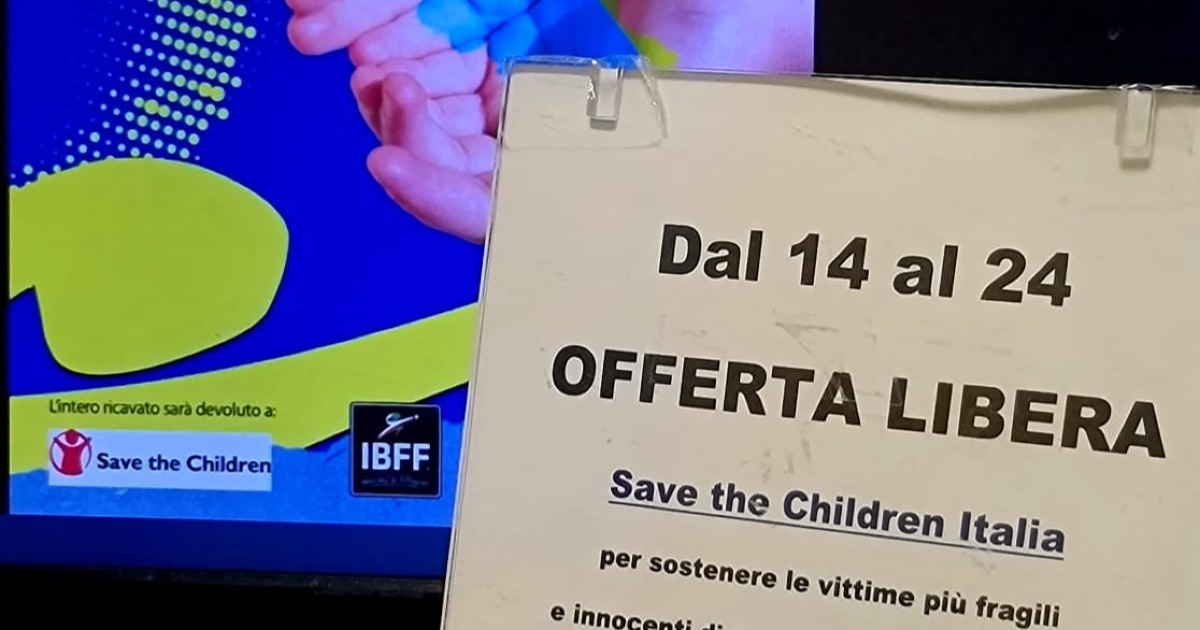 L'intero ricavato sarà devoluto a:
Save the Children
IBFF
Dal 14 al 24
OFFERTA LIBERA
Save the Children Italia
per sostenere le vittime più fragili
e innocenti